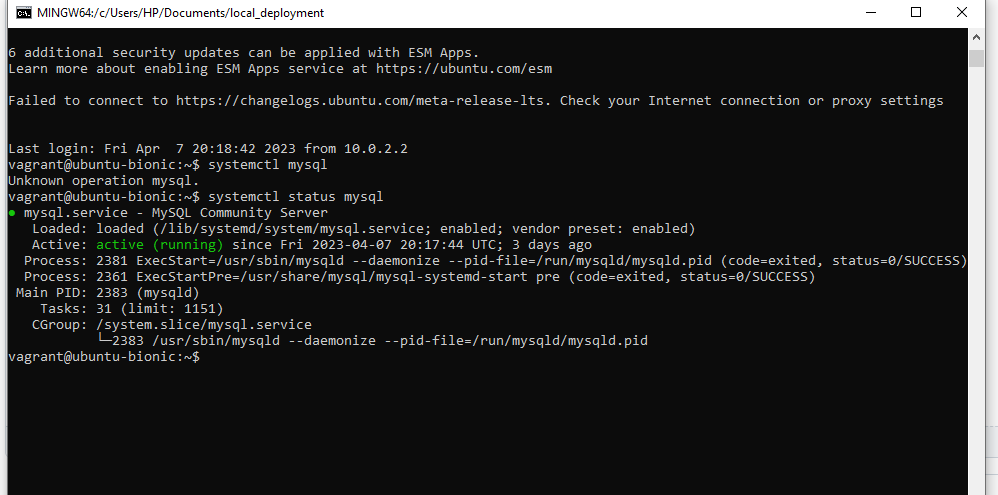 MINGW64:/c/Users/HP/Documents/local_deployment
6 additional security updates can be applied with ESM Apps.
Learn more about enabling ESM Apps service at https://ubuntu.com/esm
Failed to connect to https://changelogs.ubuntu.com/meta-release-lts. Check your Internet connection or proxy settings
Last login: Fri Apr  7 20:18:42 2023 from 10.0.2.2
vagrant@ubuntu-bionic:~$ systemctl mysql
Unknown operation mysql.
vagrant@ubuntu-bionic:~$ systemctl status mysql
● mysql.service - MySQL Community Server
   Loaded: loaded (/lib/systemd/system/mysql.service; enabled; vendor preset: enabled)
   Active: active (running) since Fri 2023-04-07 20:17:44 UTC; 3 days ago
  Process: 2381 ExecStart=/usr/sbin/mysqld --daemonize --pid-file=/run/mysqld/mysqld.pid (code=exited, status=0/SUCCESS)
  Process: 2361 ExecStartPre=/usr/share/mysql/mysql-systemd-start pre (code=exited, status=0/SUCCESS)
 Main PID: 2383 (mysqld)
    Tasks: 31 (limit: 1151)
   CGroup: /system.slice/mysql.service
           └─2383 /usr/sbin/mysqld --daemonize --pid-file=/run/mysqld/mysqld.pid
vagrant@ubuntu-bionic:~$